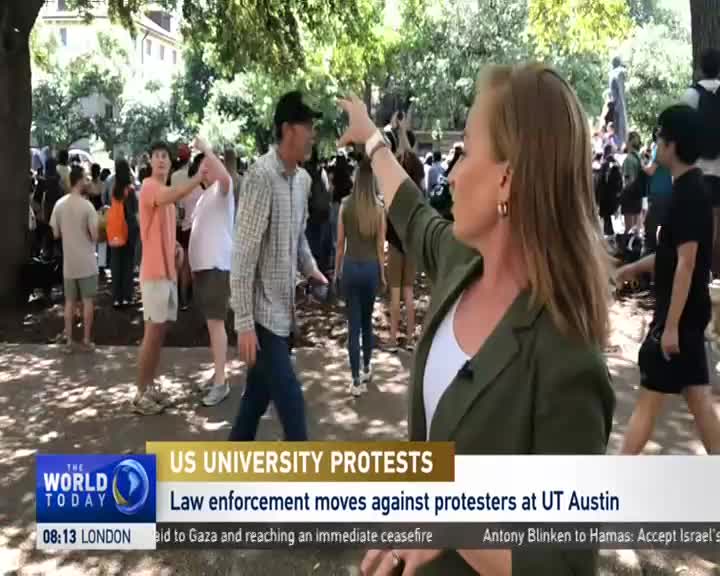 US UNIVERSITY PROTESTS
THE
WORLD
TODAY
Law enforcement moves against protesters at UT Austin
08:13 LONDON
aid to Gaza and reaching an immediate ceasefire Antony Blinken to Hamas: Accept Israel's